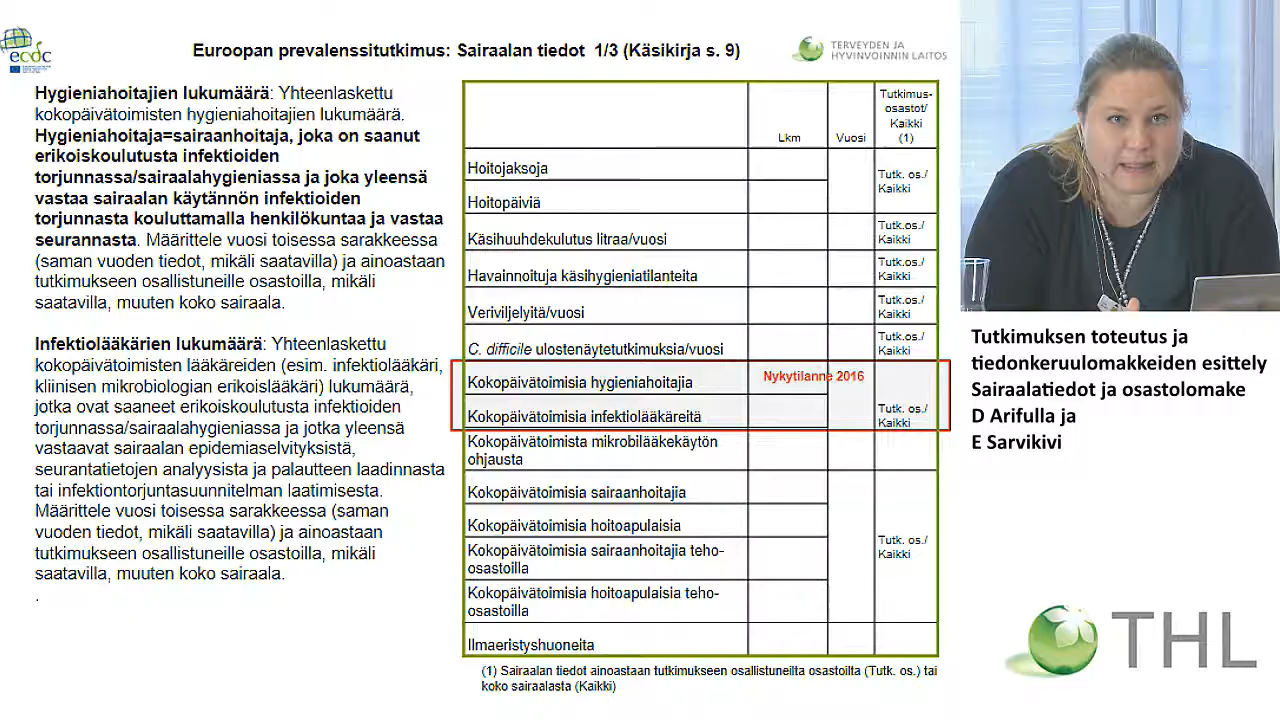 ecdc
Euroopan prevalenssitutkimus: Sairaalan tiedot 1/3 (Käsikirja s. 9)
TERVEYDEN JA
HYVINVOINNIN LAITOS
Hygieniahoitajien lukumäärä: Yhteenlaskettu
kokopäivätoimisten hygieniahoitajien lukumäärä.
Hygieniahoitaja=sairaanhoitaja, joka on saanut
erikoiskoulutusta infektioiden
torjunnassa/sairaalahygieniassa ja joka yleensä
vastaa sairaalan käytännön infektioiden
torjunnasta kouluttamalla henkilökuntaa ja vastaa
seurannasta. Määrittele vuosi toisessa sarakkeessa
(saman vuoden tiedot, mikäli saatavilla) ja ainoastaan
tutkimukseen osallistuneille osastoilla, mikäli
saatavilla, muuten koko sairaala.
Infektiolääkärien lukumäärä: Yhteenlaskettu
kokopäivätoimisten lääkäreiden (esim. infektiolääkäri,
kliinisen mikrobiologian erikoislääkäri) lukumäärä,
jotka ovat saaneet erikoiskoulutusta infektioiden
torjunnassa/sairaalahygieniassa ja jotka yleensä
vastaavat sairaalan epidemiaselvityksistä,
seurantatietojen analyysista ja palautteen laadinnasta
tai infektiontorjuntasuunnitelman laatimisesta.
Määrittele vuosi toisessa sarakkeessa (saman
vuoden tiedot, mikäli saatavilla) ja ainoastaan
tutkimukseen osallistuneille osastoilla, mikäli
saatavilla, muuten koko sairaala.
.
Lkm
Vuosi
Tutkimus-
osastot/
Kaikki
(1)
Hoitojaksoja
Hoitopäiviä
Tutk. os./
Kaikki
Käsihuuhdekulutus litraa/vuosi
Tutk.os./
Kaikki
Havainnoituja käsihygieniatilanteita
Tutk.os./
Kaikki
Veriviljelyitä/vuosi
Tutk.os./
Kaikki
C. difficile ulostenäytetutkimuksia/vuosi
Tutk.os./
Kaikki
Kokopäivätoimisia hygieniahoitajia
Nykytilanne 2016
Kokopäivätoimisia infektiolääkäreitä
Tutk. os./
Kaikki
Kokopäivätoimista mikrobilääkekäytön
ohjausta
Kokopäivätoimisia sairaanhoitajia
Kokopäivätoimisia hoitoapulaisia
Kokopäivätoimisia sairaanhoitajia teho-
osastoilla
Tutk. os./
Kaikki
Kokopäivätoimisia hoitoapulaisia teho-
osastoilla
Ilmaeristyshuoneita
(1) Sairaalan tiedot ainoastaan tutkimukseen osallistuneilta osastoilta (Tutk. os.) tai
koko sairaalasta (Kaikki)
Tutkimuksen toteutus ja
tiedonkeruulomakkeiden esittely
Sairaalatiedot ja osastolomake
D Arifulla ja
E Sarvikivi
THL